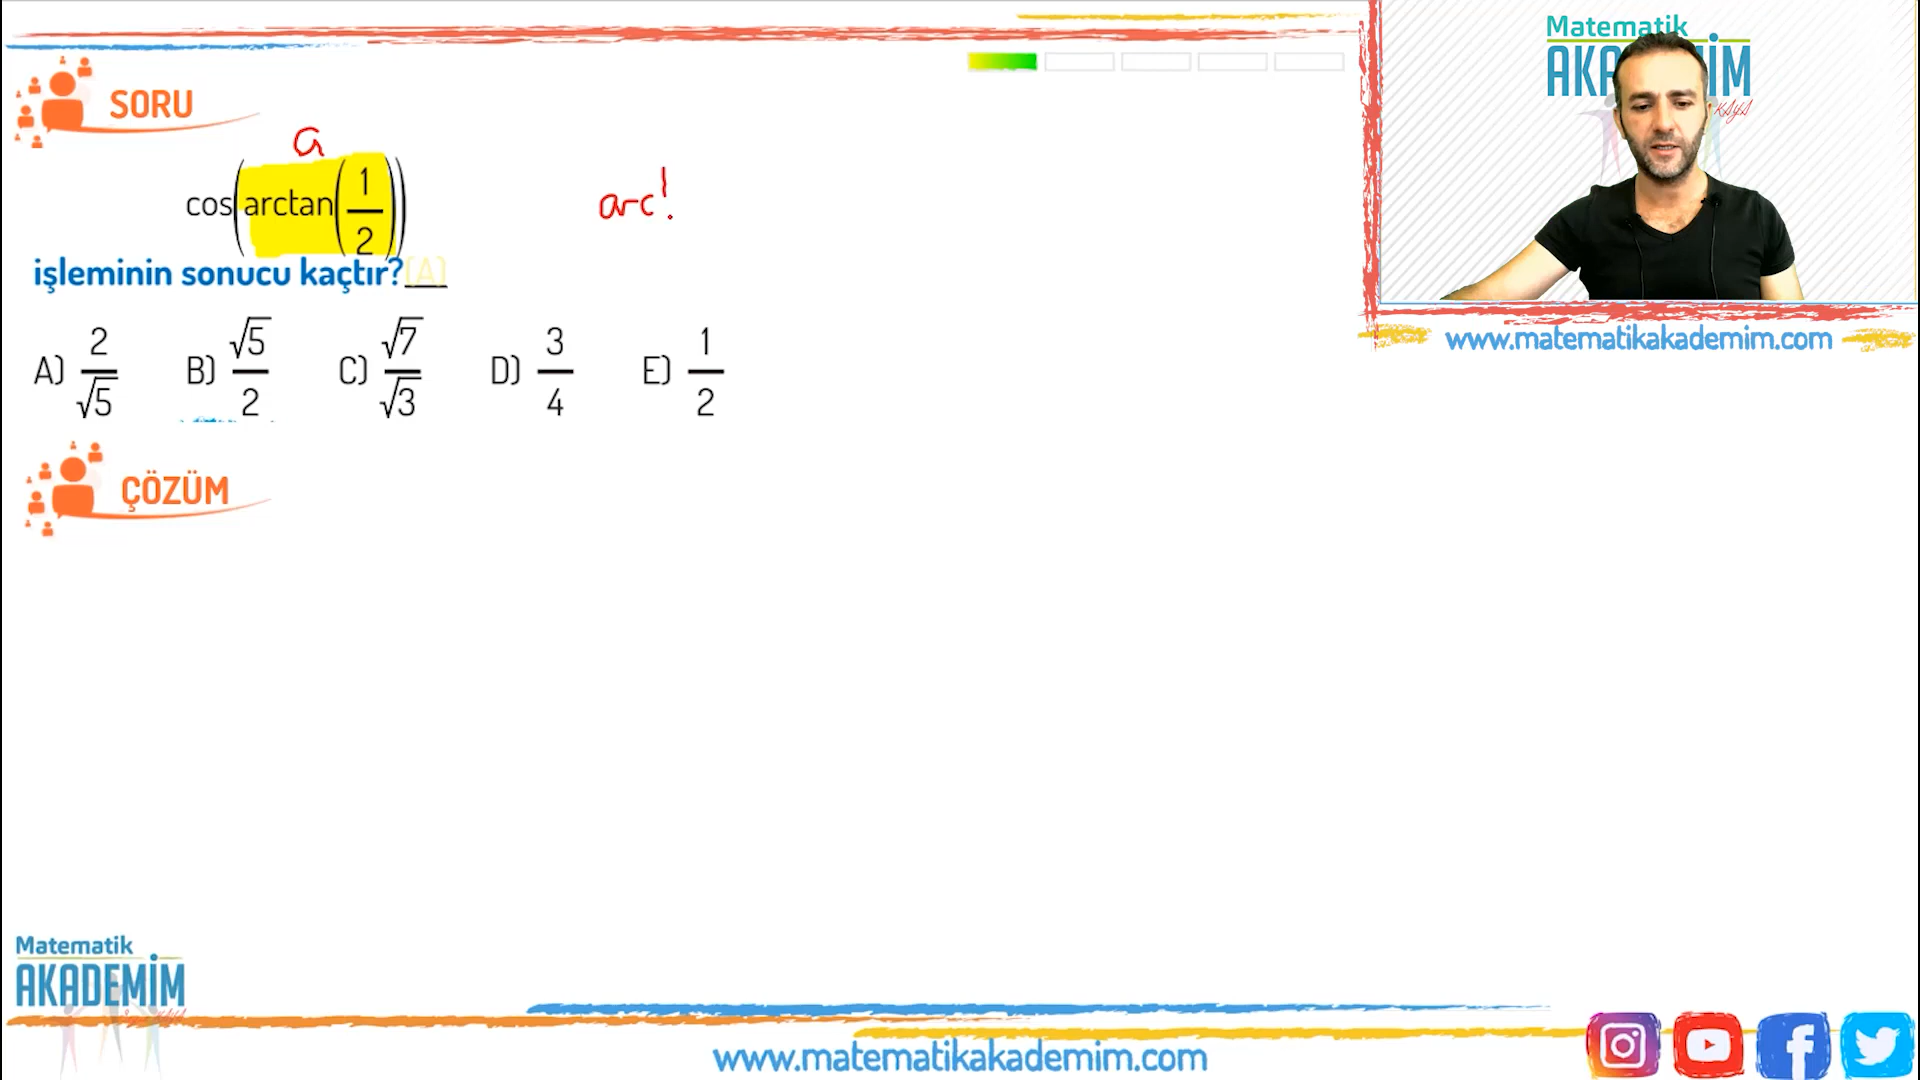 Matematik
AKADEMİM
KAYA
SORU
a
cos(arctan(1/2))
arc!
işleminin sonucu kaçtır?(A)
www.matematikakademim.com
A) 2/√5 B) √5/2 C) √7/√3 D) 3/4 E) 1/2
ÇÖZÜM
Matematik
AKADEMİM
www.matematikakademim.com